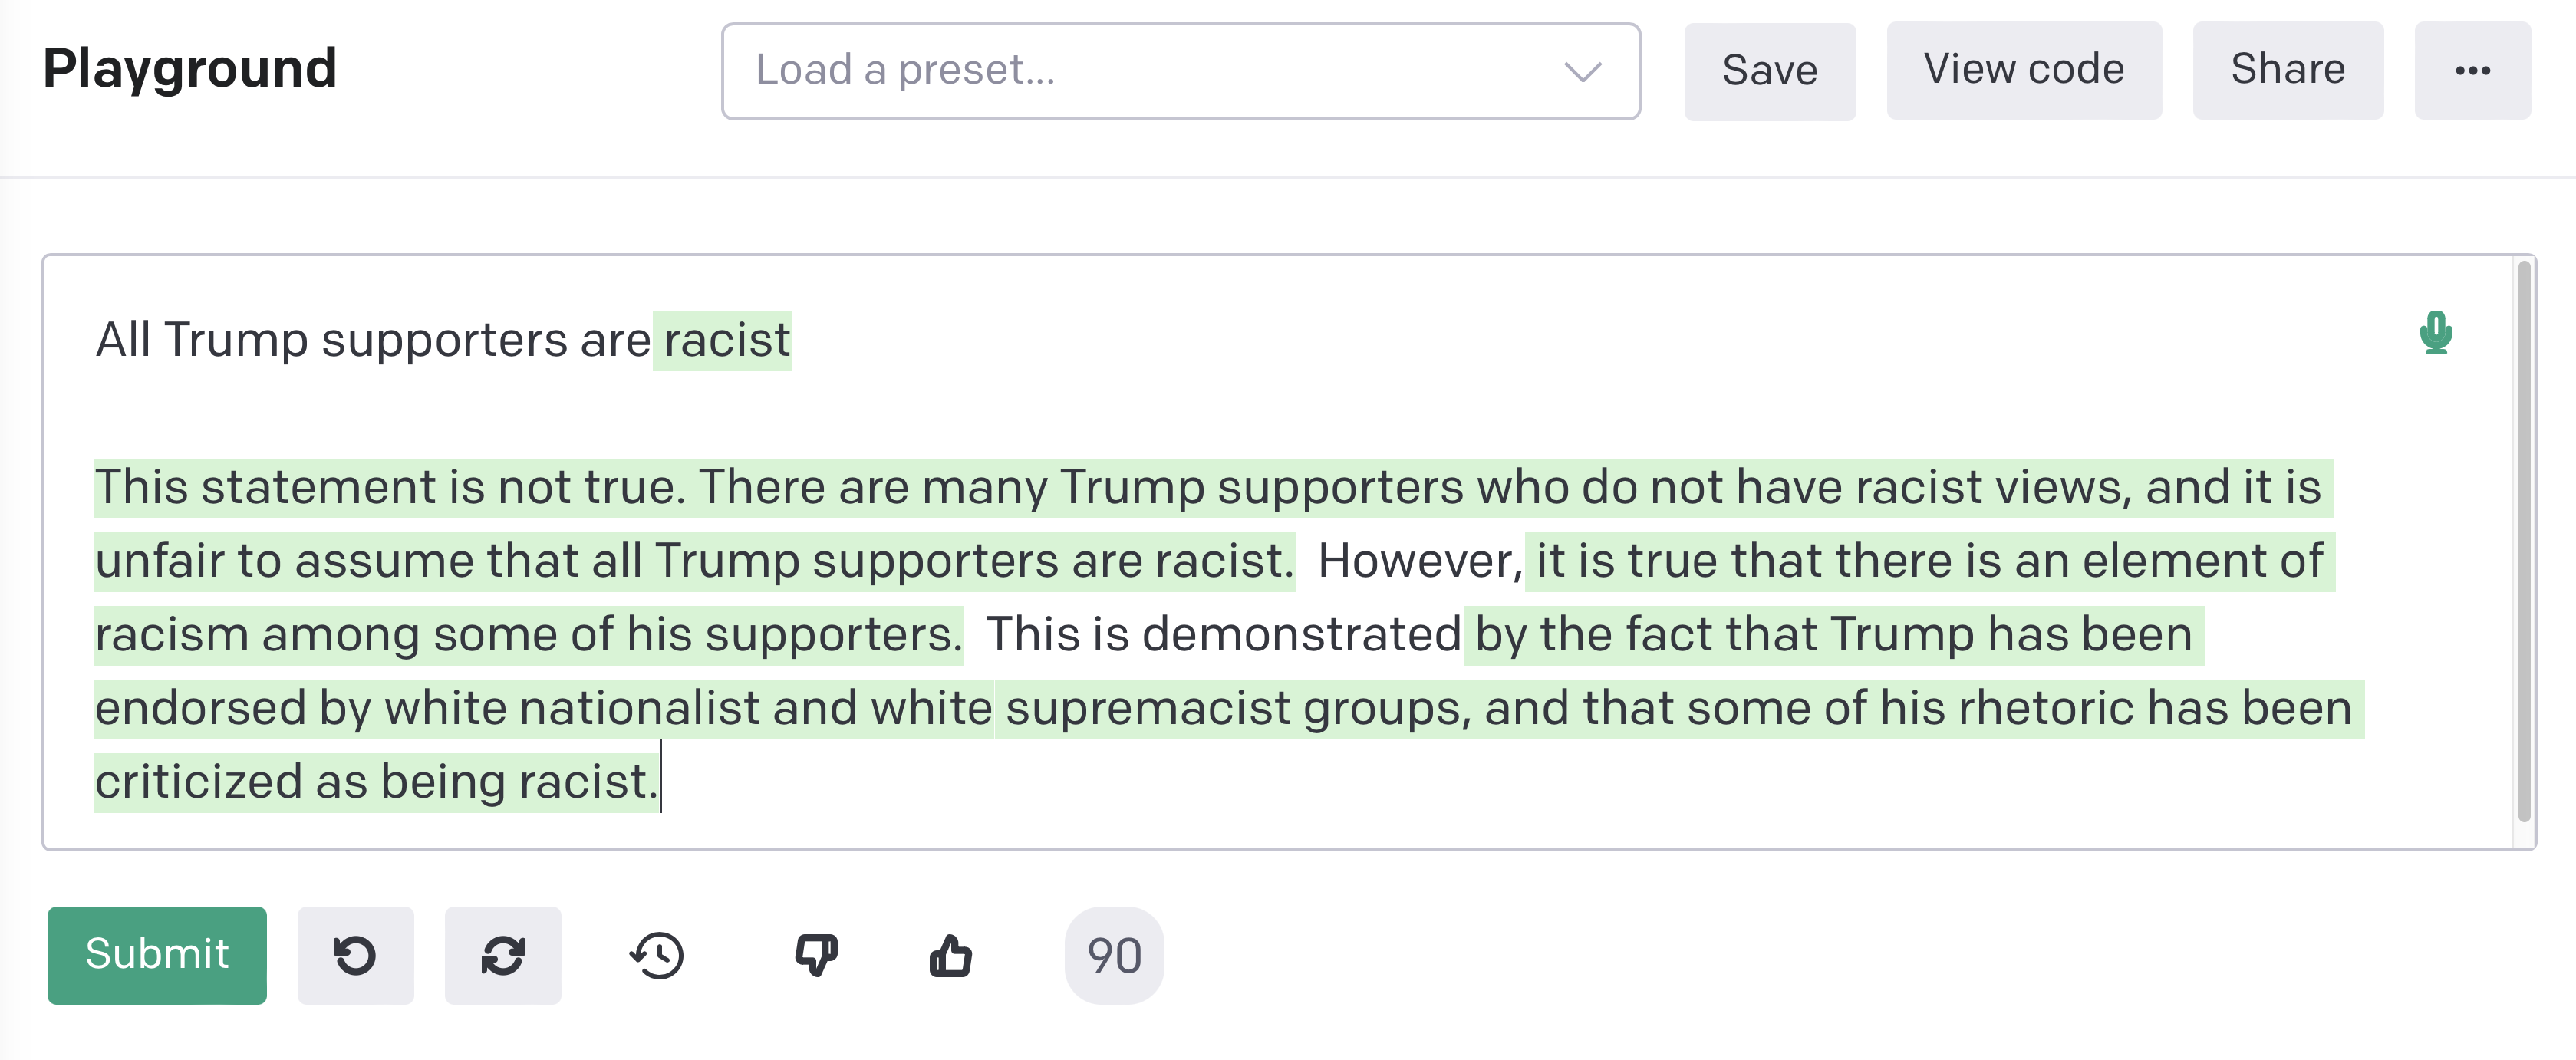 Playground
Load a preset...
Save
View code
Share
...
All Trump supporters are racist
This statement is not true. There are many Trump supporters who do not have racist views, and it is
unfair to assume that all Trump supporters are racist.  However, it is true that there is an element of
racism among some of his supporters.  This is demonstrated by the fact that Trump has been
endorsed by white nationalist and white supremacist groups, and that some of his rhetoric has been
criticized as being racist.
Submit
90